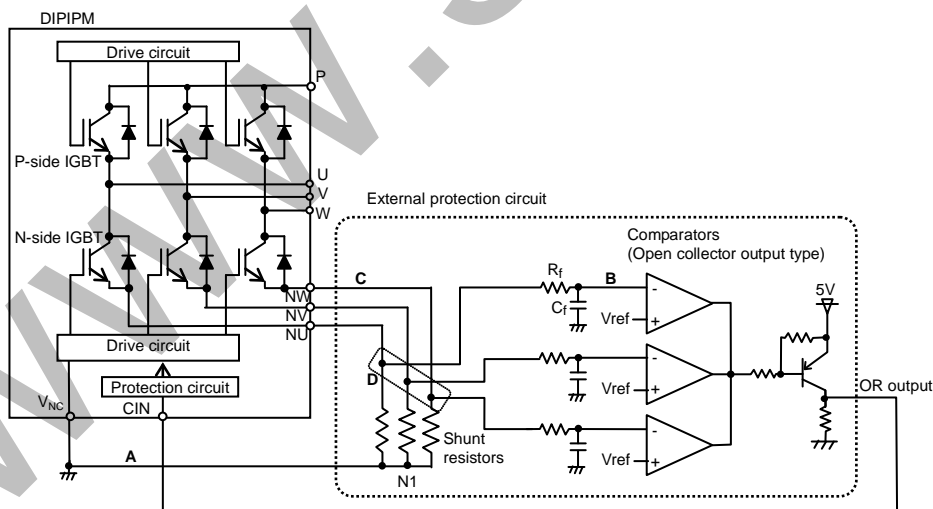 DIPIPM
Drive circuit
P
P-side IGBT
U
V
W
External protection circuit
N-side IGBT
Comparators
(Open collector output type)
C
Rf
B
5V
NW
NV
NU
Cf
Vref
-
+
Drive circuit
D
Protection circuit
-
Vref
+
OR output
VNC
CIN
Shunt
resistors
-
Vref
+
A
N1
www.s